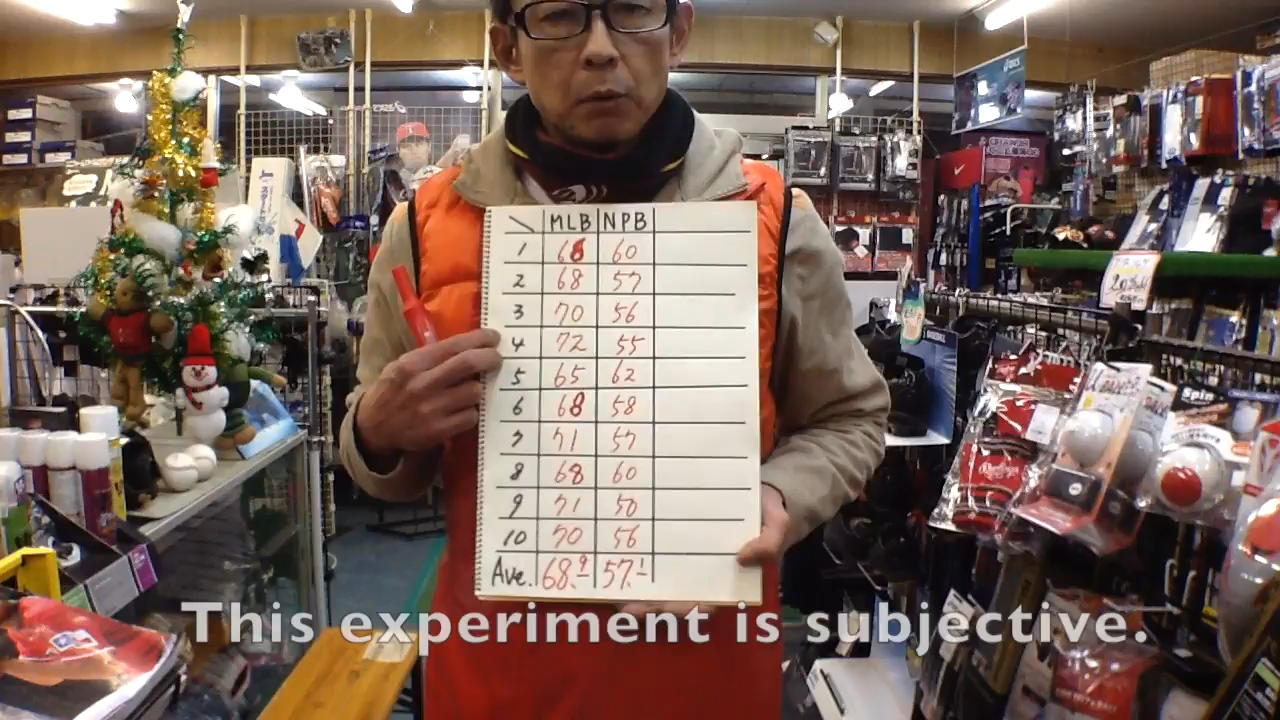 MLB NPB
1 68 60
2 68 57
3 70 56
4 72 55
5 65 62
6 68 58
7 71 57
8 68 60
9 71 50
10 70 56
Ave. 68.9 57.1
This experiment is subjective.
Rawlings
Spin